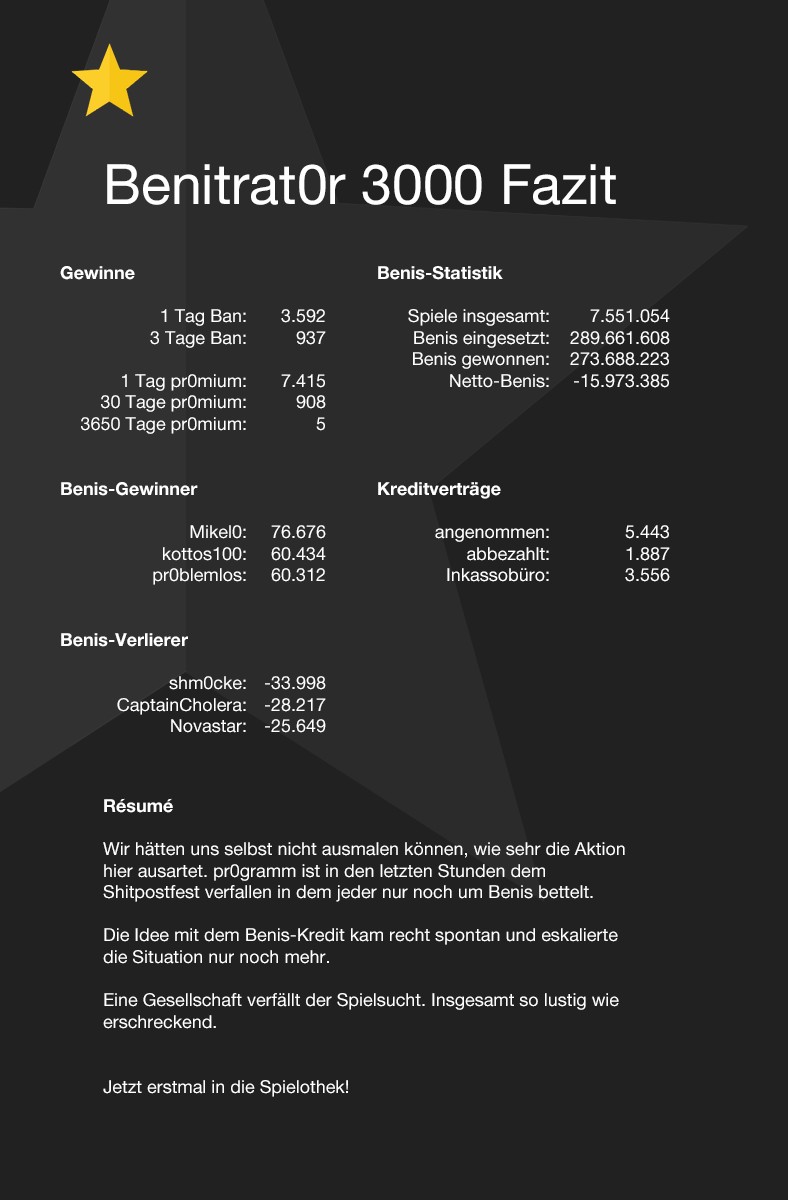 Benitrat0r 3000 Fazit
Gewinne
1 Tag Ban: 3.592
3 Tage Ban: 937
1 Tag pr0mium: 7.415
30 Tage pr0mium: 908
3650 Tage pr0mium: 5
Benis-Statistik
Spiele insgesamt: 7.551.054
Benis eingesetzt: 289.661.608
Benis gewonnen: 273.688.223
Netto-Benis: -15.973.385
Benis-Gewinner
Mikel0: 76.676
kottos100: 60.434
pr0blemlos: 60.312
Kreditverträge
angenommen: 5.443
abbezahlt: 1.887
Inkassobüro: 3.556
Benis-Verlierer
shm0cke: -33.998
CaptainCholera: -28.217
Novastar: -25.649
Résumé
Wir hätten uns selbst nicht ausmalen können, wie sehr die Aktion
hier ausartet. pr0gramm ist in den letzten Stunden dem
Shitpostfest verfallen in dem jeder nur noch um Benis bettelt.
Die Idee mit dem Benis-Kredit kam recht spontan und eskalierte
die Situation nur noch mehr.
Eine Gesellschaft verfällt der Spielsucht. Insgesamt so lustig wie
erschreckend.
Jetzt erstmal in die Spielothek!